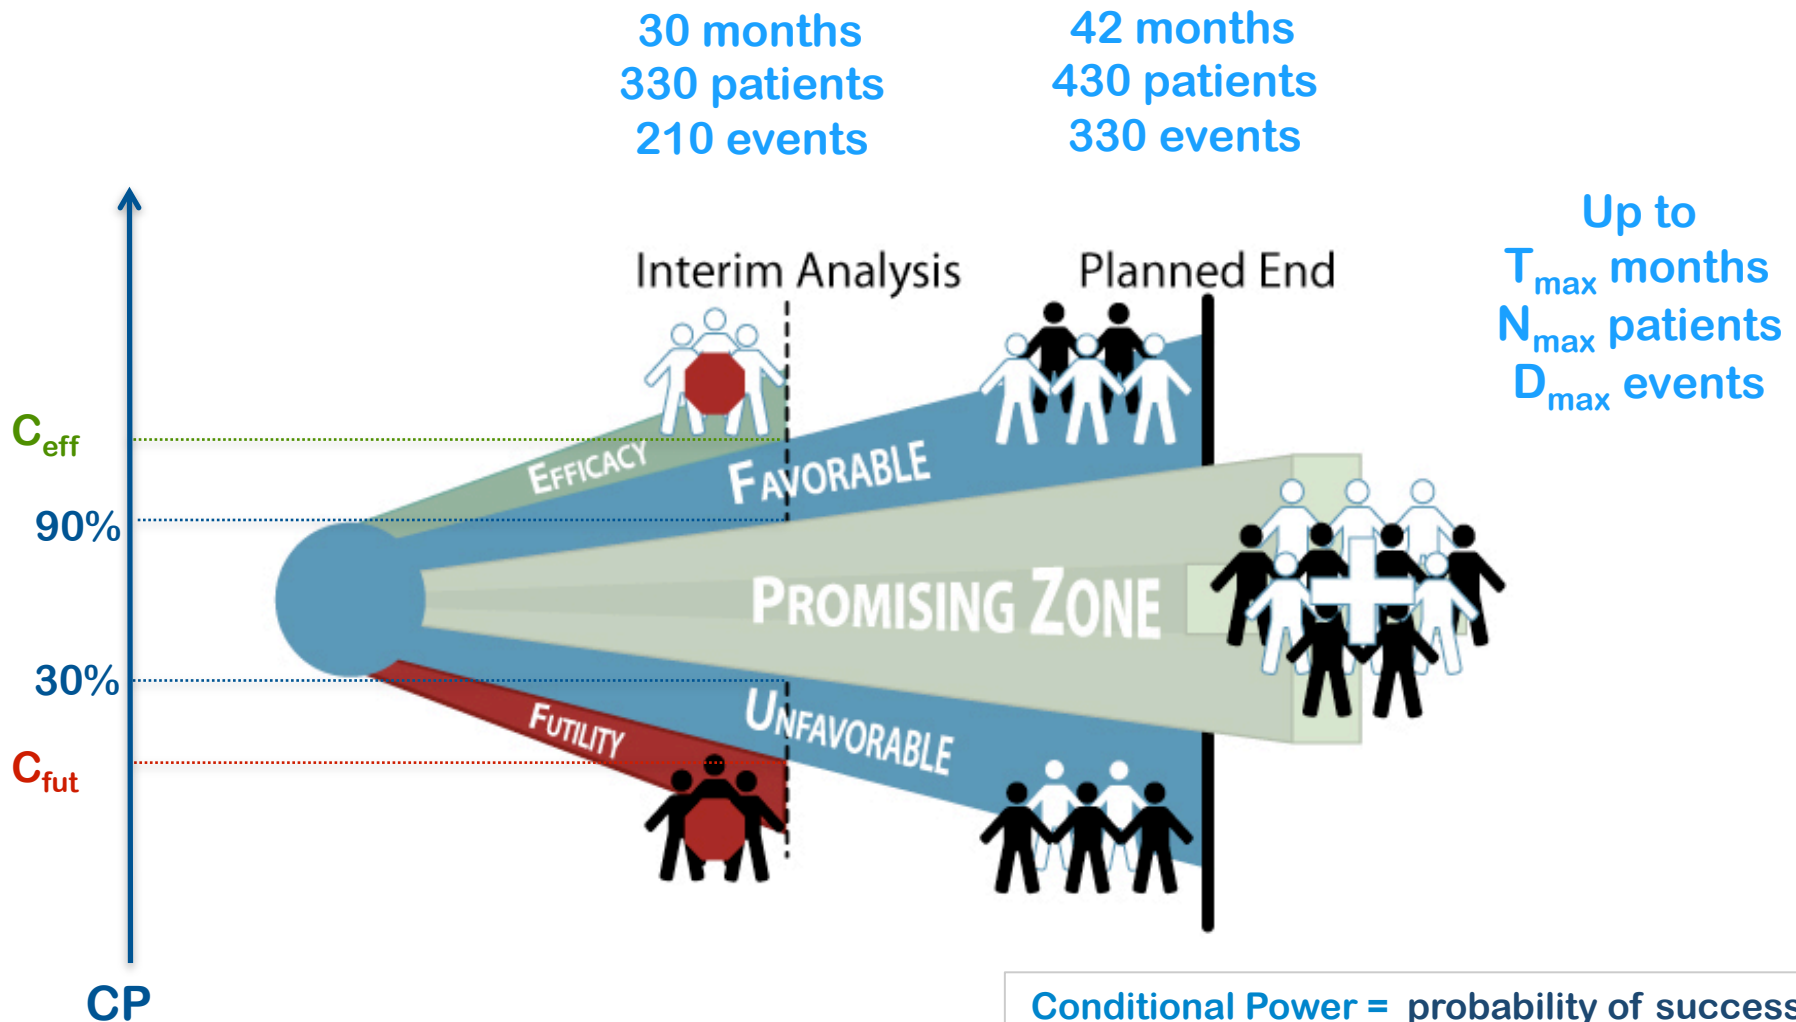 30 months
330 patients
210 events
42 months
430 patients
330 events
Up to
Tmax months
Nmax patients
Dmax events
Interim Analysis
Planned End
Ceff
90%
30%
Cfut
CP
EFFICACY
FAVORABLE
PROMISING ZONE
UNFAVORABLE
FUTILITY
Conditional Power = probability of success